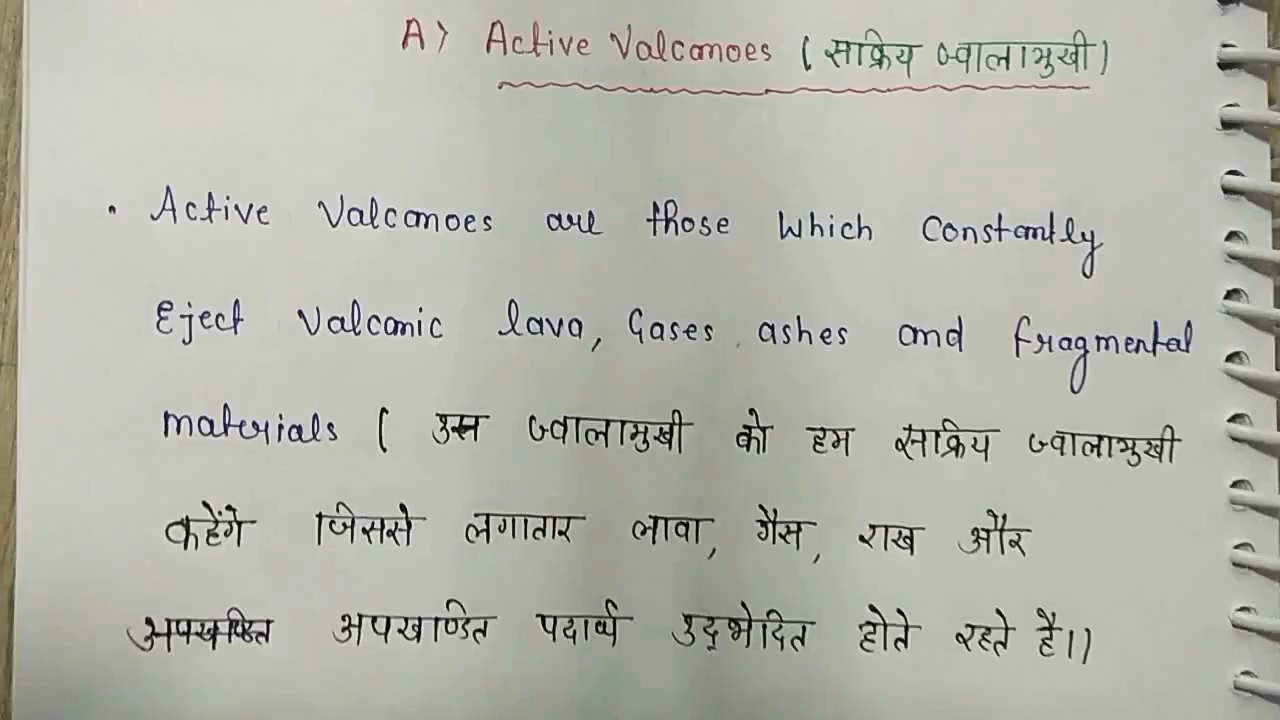 A) Active Valcanoes (सक्रिय ज्वालामुखी)
• Active Valcanoes are those which constantly
Eject valcanic lava, Gases ashes and fragmental
materials ( उस ज्वालामुखी को हम सक्रिय ज्वालामुखी
कहेंगे जिससे लगातार लावा, गैस, राख और
अपखण्डित अपखाण्डित पदार्थ उद्भेदित होते रहते है।)